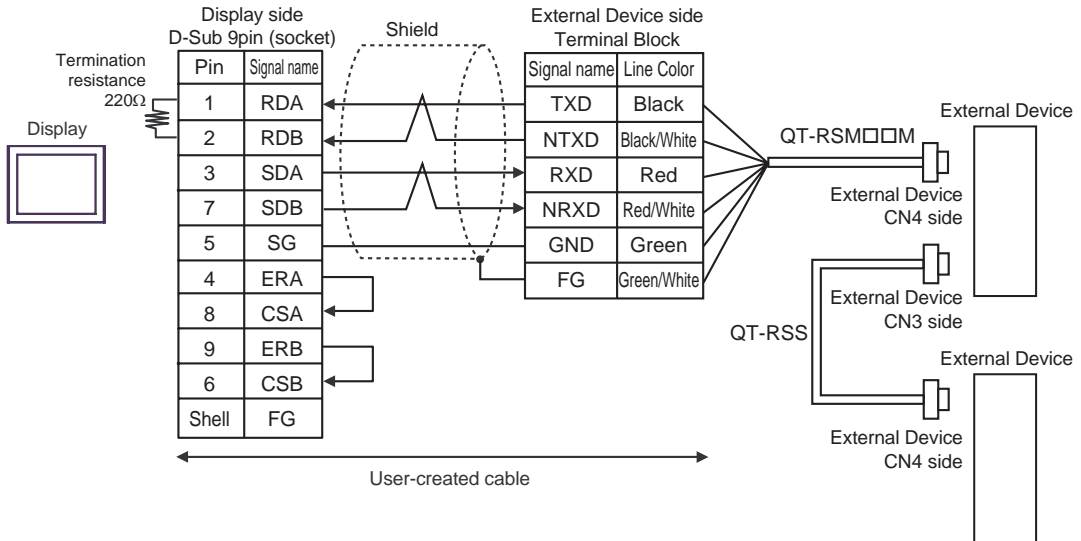 Display side
D-Sub 9pin (socket)
Shield
External Device side
Terminal Block
Termination
resistance
220Ω
Display
Pin Signal name
1 RDA
2 RDB
3 SDA
7 SDB
5 SG
4 ERA
8 CSA
9 ERB
6 CSB
Shell FG
Signal name Line Color
TXD Black
NTXD Black/White
RXD Red
NRXD Red/White
GND Green
FG Green/White
QT-RSM□□M
External Device
External Device
CN4 side
External Device
CN3 side
QT-RSS
External Device
External Device
CN4 side
User-created cable